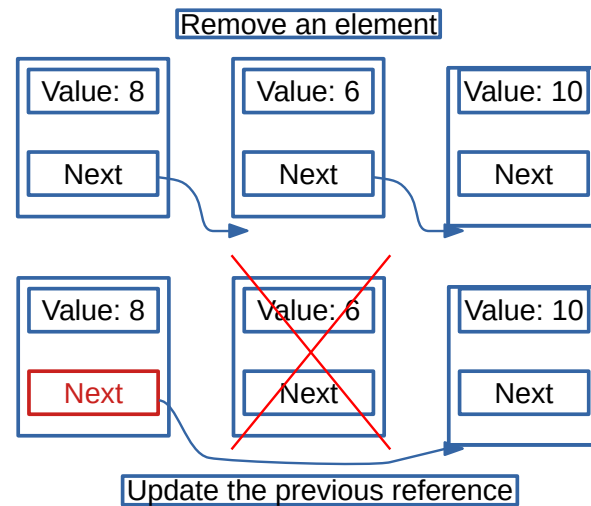 Remove an element
Value: 8
Value: 6
Value: 10
Next
Next
Next
Value: 8
Value: 6
Value: 10
Next
Next
Next
Update the previous reference